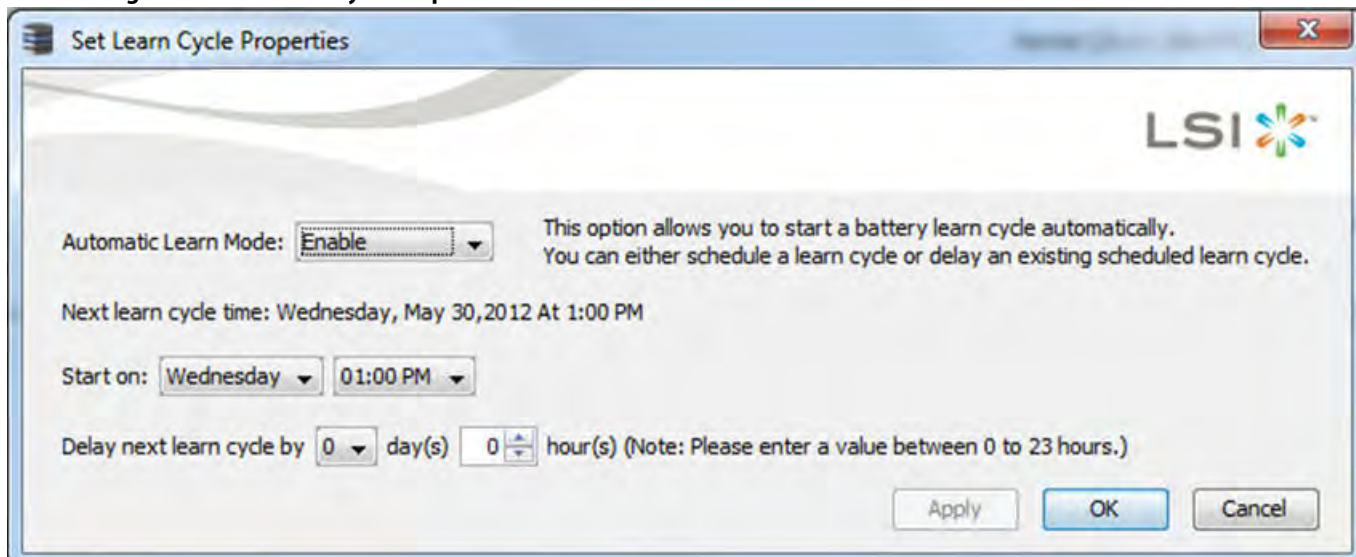 Set Learn Cycle Properties
LSI
Automatic Learn Mode: Enable
This option allows you to start a battery learn cycle automatically.
You can either schedule a learn cycle or delay an existing scheduled learn cycle.
Next learn cycle time: Wednesday, May 30,2012 At 1:00 PM
Start on: Wednesday 01:00 PM
Delay next learn cycle by 0 day(s) 0 hour(s) (Note: Please enter a value between 0 to 23 hours.)
Apply OK Cancel